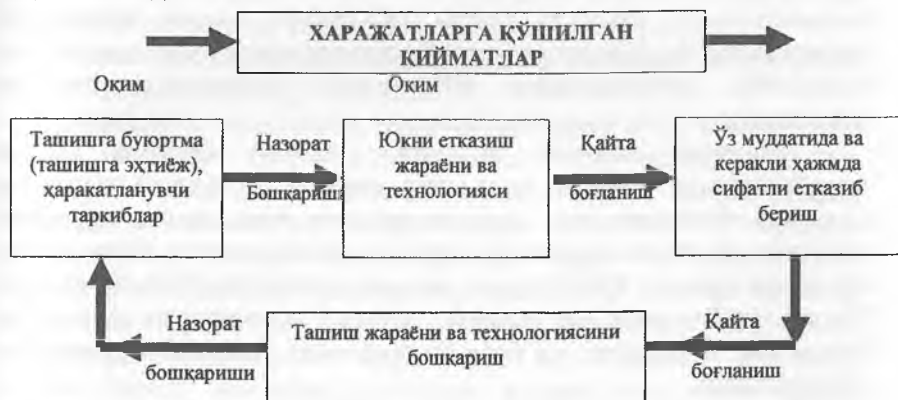 ХАРАЖАТЛАРГА ҚЎШИЛГАН
ҚИЙМАТЛАР
Оқим
Оқим
Ташишга буюртма
(ташишга эҳтиёж),
ҳаракатланувчи
таркиблар
Назорат
Бошқариши
Юкни етказиш
жараёни ва
технологияси
Қайта
боғланиш
Ўз муддатида ва
керакли ҳажмда
сифатли етказиб
бериш
Назорат
бошқариши
Ташиш жараёни ва технологиясини
бошқариш
Қайта
боғланиш